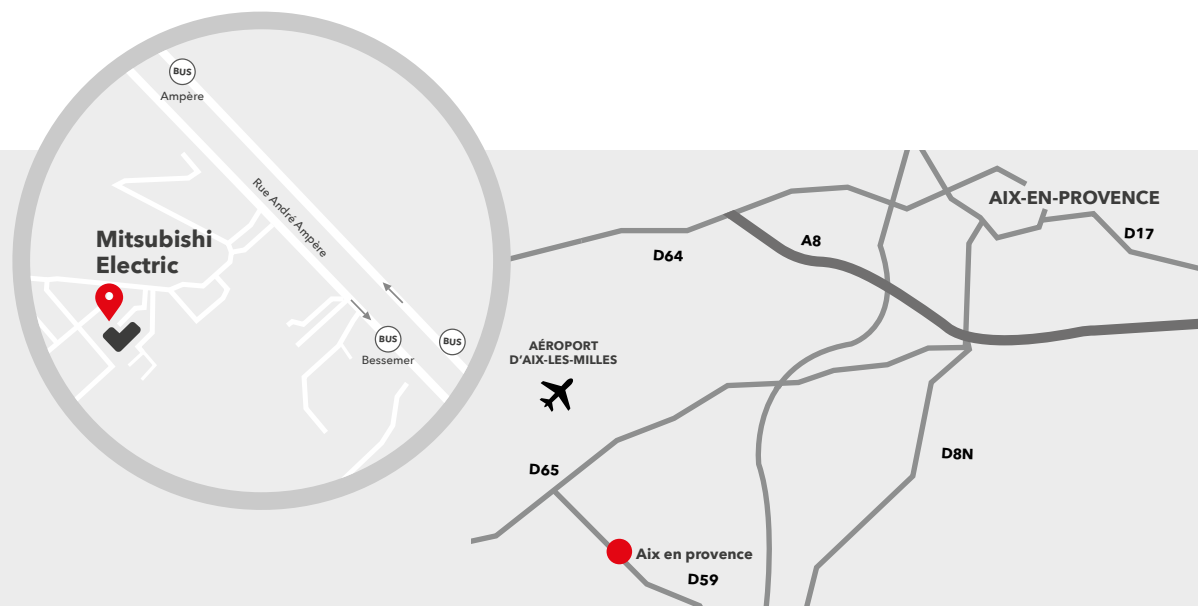 BUS
Ampère
Rue André Ampère
Mitsubishi
Electric
BUS
Bessemer
BUS
AIX-EN-PROVENCE
D17
A8
D64
AÉROPORT
D'AIX-LES-MILLES
D65
D8N
Aix en provence
D59